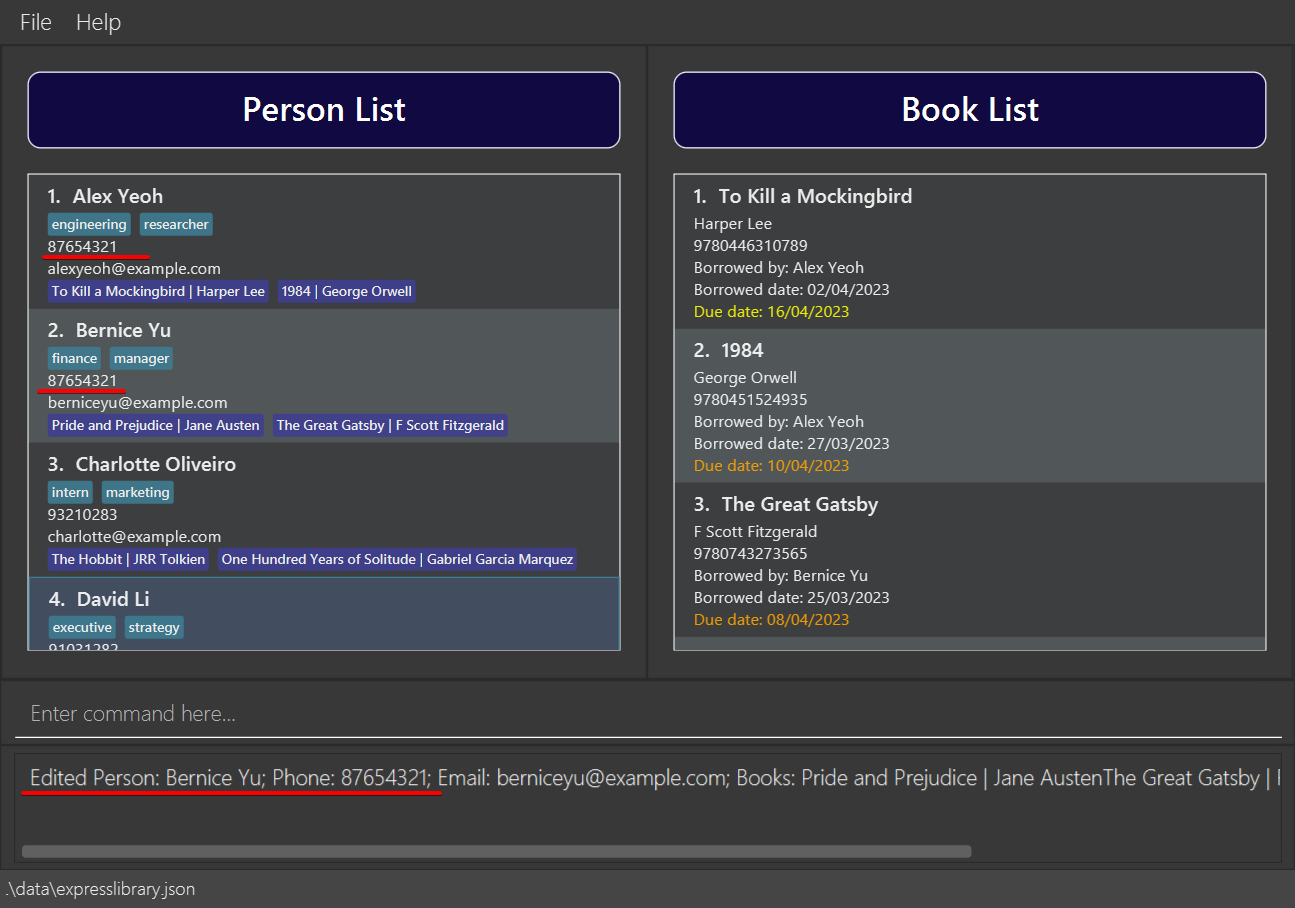 File Help
Person List
1. Alex Yeoh
engineering researcher
87654321
alexyeoh@example.com
To Kill a Mockingbird | Harper Lee 1984 | George Orwell
2. Bernice Yu
finance manager
87654321
berniceyu@example.com
Pride and Prejudice | Jane Austen The Great Gatsby | F Scott Fitzgerald
3. Charlotte Oliveiro
intern marketing
93210283
charlotte@example.com
The Hobbit | JRR Tolkien One Hundred Years of Solitude | Gabriel Garcia Marquez
4. David Li
executive strategy
91031282
Book List
1. To Kill a Mockingbird
Harper Lee
9780446310789
Borrowed by: Alex Yeoh
Borrowed date: 02/04/2023
Due date: 16/04/2023
2. 1984
George Orwell
9780451524935
Borrowed by: Alex Yeoh
Borrowed date: 27/03/2023
Due date: 10/04/2023
3. The Great Gatsby
F Scott Fitzgerald
9780743273565
Borrowed by: Bernice Yu
Borrowed date: 25/03/2023
Due date: 08/04/2023
Enter command here...
Edited Person: Bernice Yu; Phone: 87654321; Email: berniceyu@example.com; Books: Pride and Prejudice | Jane AustenThe Great Gatsby |
.\data\expresslibrary.json